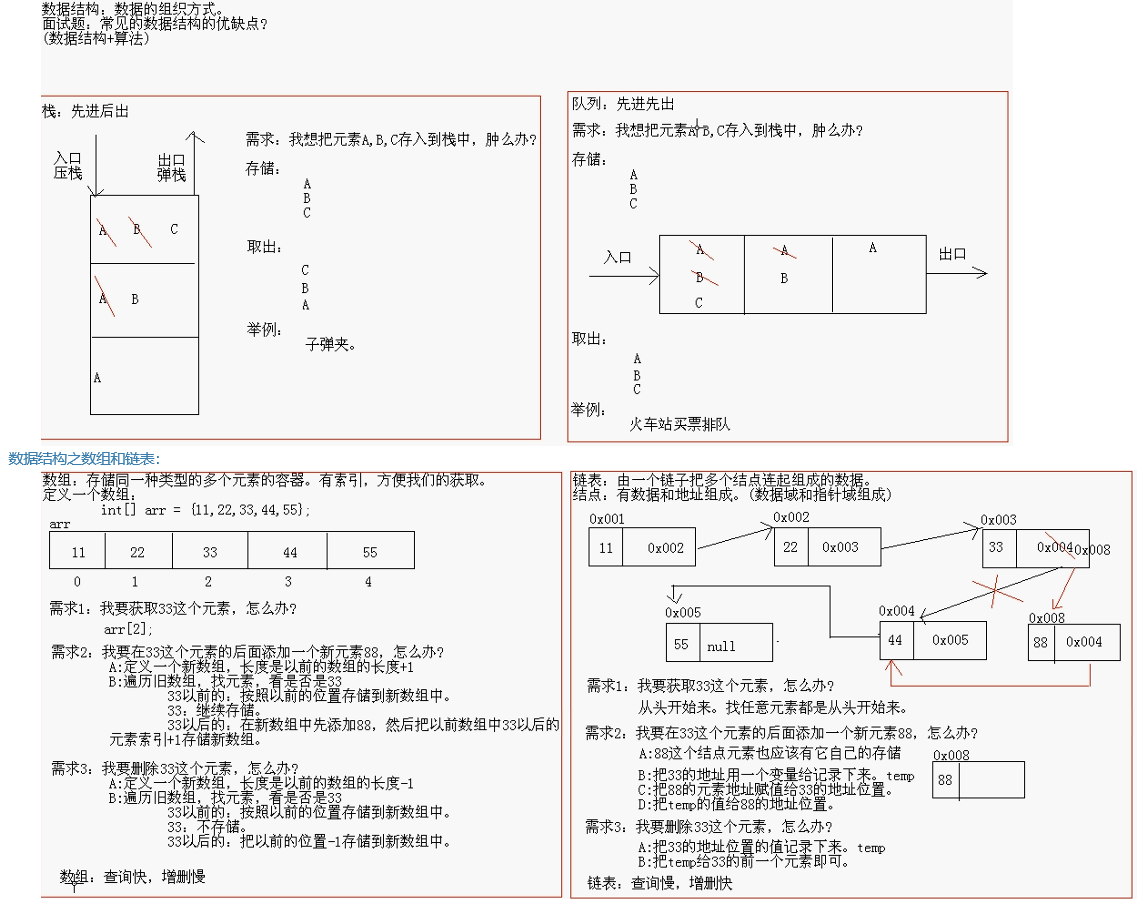 数据结构：数据的组织方式。
面试题：常见的数据结构的优缺点？
(数据结构+算法)
栈：先进后出
入口
压栈
出口
弹栈
A B C
A B
A
需求：我想把元素A,B,C存入到栈中，肿么办？
存储：
A
B
C
取出：
C
B
A
举例：
子弹夹。
队列：先进先出
需求：我想把元素A,B,C存入到栈中，肿么办？
存储：
A
B
C
入口
A A A
B B
C
出口
取出：
A
B
C
举例：
火车站买票排队
数据结构之数组和链表：
数组：存储同一种类型的多个元素的容器。有索引，方便我们的获取。
定义一个数组：
int[] arr = {11,22,33,44,55};
arr
11 22 33 44 55
0 1 2 3 4
需求1：我要获取33这个元素，怎么办？
arr[2];
需求2：我要在33这个元素的后面添加一个新元素88，怎么办？
A:定义一个新数组，长度是以前的数组的长度+1
B:遍历旧数组，找元素，看是否是33
33以前的：按照以前的位置存储到新数组中。
33：继续存储。
33以后的：在新数组中先添加88，然后把以前数组中33以后的
元素索引+1存储新数组。
需求3：我要删除33这个元素，怎么办？
A:定义一个新数组，长度是以前的数组的长度-1
B:遍历旧数组，找元素，看是否是33
33以前的：按照以前的位置存储到新数组中。
33：不存储。
33以后的：把以前的位置-1存储到新数组中。
数组：查询快，增删慢
链表：由一个链子把多个结点连起组成的数据。
结点：有数据和地址组成。(数据域和指针域组成)
0x001 0x002 0x003
11 0x002 22 0x003 33 0x004 0x008
0x005 0x004 0x008
55 null 44 0x005 88 0x004
需求1：我要获取33这个元素，怎么办？
从头开始来。找任意元素都是从头开始来。
需求2：我要在33这个元素的后面添加一个新元素88，怎么办？
A:88这个结点元素也应该有它自己的存储
0x008
88
B:把33的地址用一个变量给记录下来。temp
C:把88的元素地址赋值给33的地址位置。
D:把temp的值给88的地址位置。
需求3：我要删除33这个元素，怎么办？
A:把33的地址位置的值记录下来。temp
B:把temp给33的前一个元素即可。
链表：查询慢，增删快